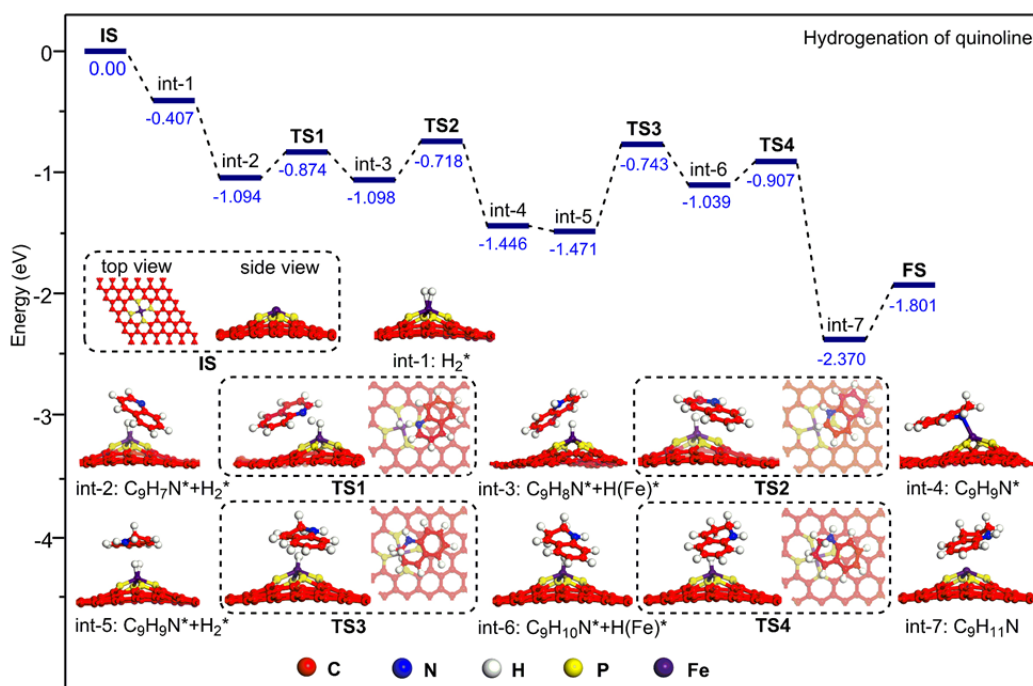 Hydrogenation of quinoline
Energy (eV)
0
-1
-2
-3
-4
IS
0.00
int-1
-0.407
int-2
-1.094
TS1
-0.874
int-3
-1.098
TS2
-0.718
int-4
-1.446
int-5
-1.471
TS3
-0.743
int-6
-1.039
TS4
-0.907
int-7
-2.370
FS
-1.801
top view
side view
IS
int-1: H₂*
int-2: C₉H₇N*+H₂*
TS1
int-3: C₉H₈N*+H(Fe)*
TS2
int-4: C₉H₉N*
int-5: C₉H₉N*+H₂*
TS3
int-6: C₉H₁₀N*+H(Fe)*
TS4
int-7: C₉H₁₁N
C N H P Fe